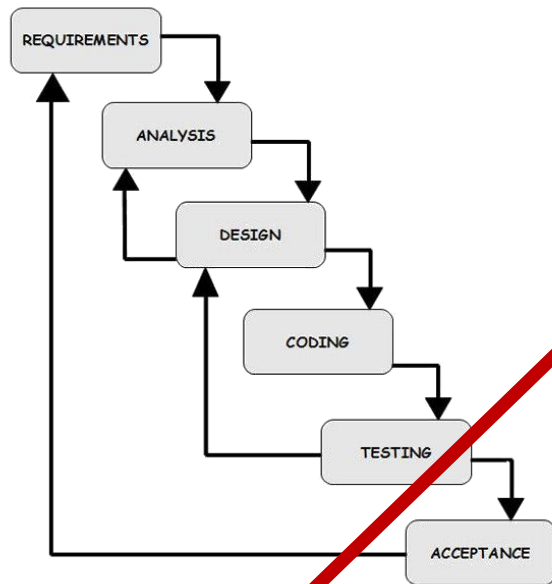 REQUIREMENTS
ANALYSIS
DESIGN
CODING
TESTING
ACCEPTANCE